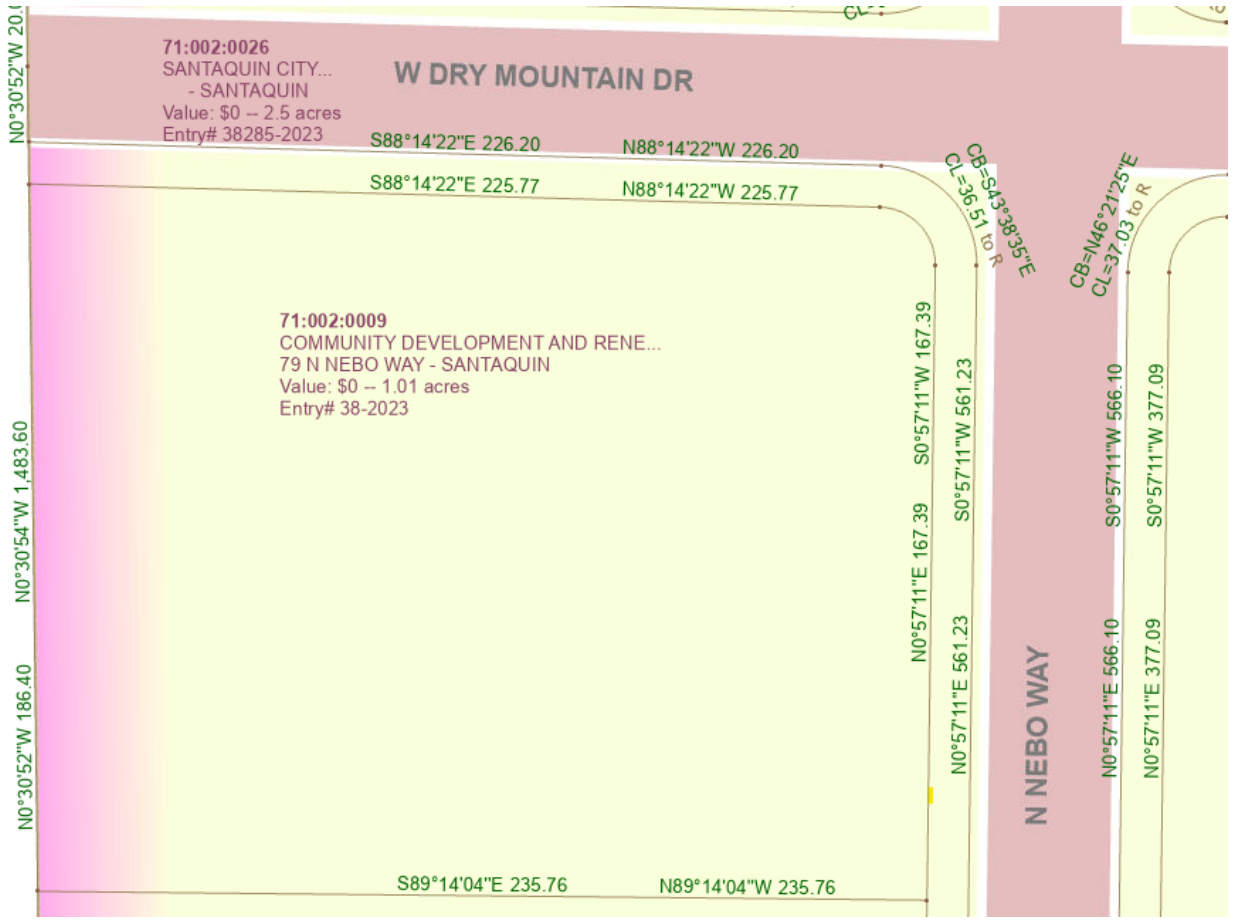 N0°30'52"W 20.0
71:002:0026
SANTAQUIN CITY...
- SANTAQUIN
Value: $0 -- 2.5 acres
Entry# 38285-2023
W DRY MOUNTAIN DR
S88°14'22"E 226.20
N88°14'22"W 226.20
S88°14'22"E 225.77
N88°14'22"W 225.77
CB=S43°38'35"E
CL=36.51 to R
CB=N46°21'25"E
CL=37.03 to R
71:002:0009
COMMUNITY DEVELOPMENT AND RENE...
79 N NEBO WAY - SANTAQUIN
Value: $0 -- 1.01 acres
Entry# 38-2023
S0°57'11"W 167.39
S0°57'11"W 561.23
S0°57'11"W 566.10
S0°57'11"W 377.09
N0°30'54"W 1,483.60
N0°57'11"E 167.39
N0°57'11"E 561.23
N0°57'11"E 566.10
N0°57'11"E 377.09
N0°30'52"W 186.40
N NEBO WAY
S89°14'04"E 235.76
N89°14'04"W 235.76